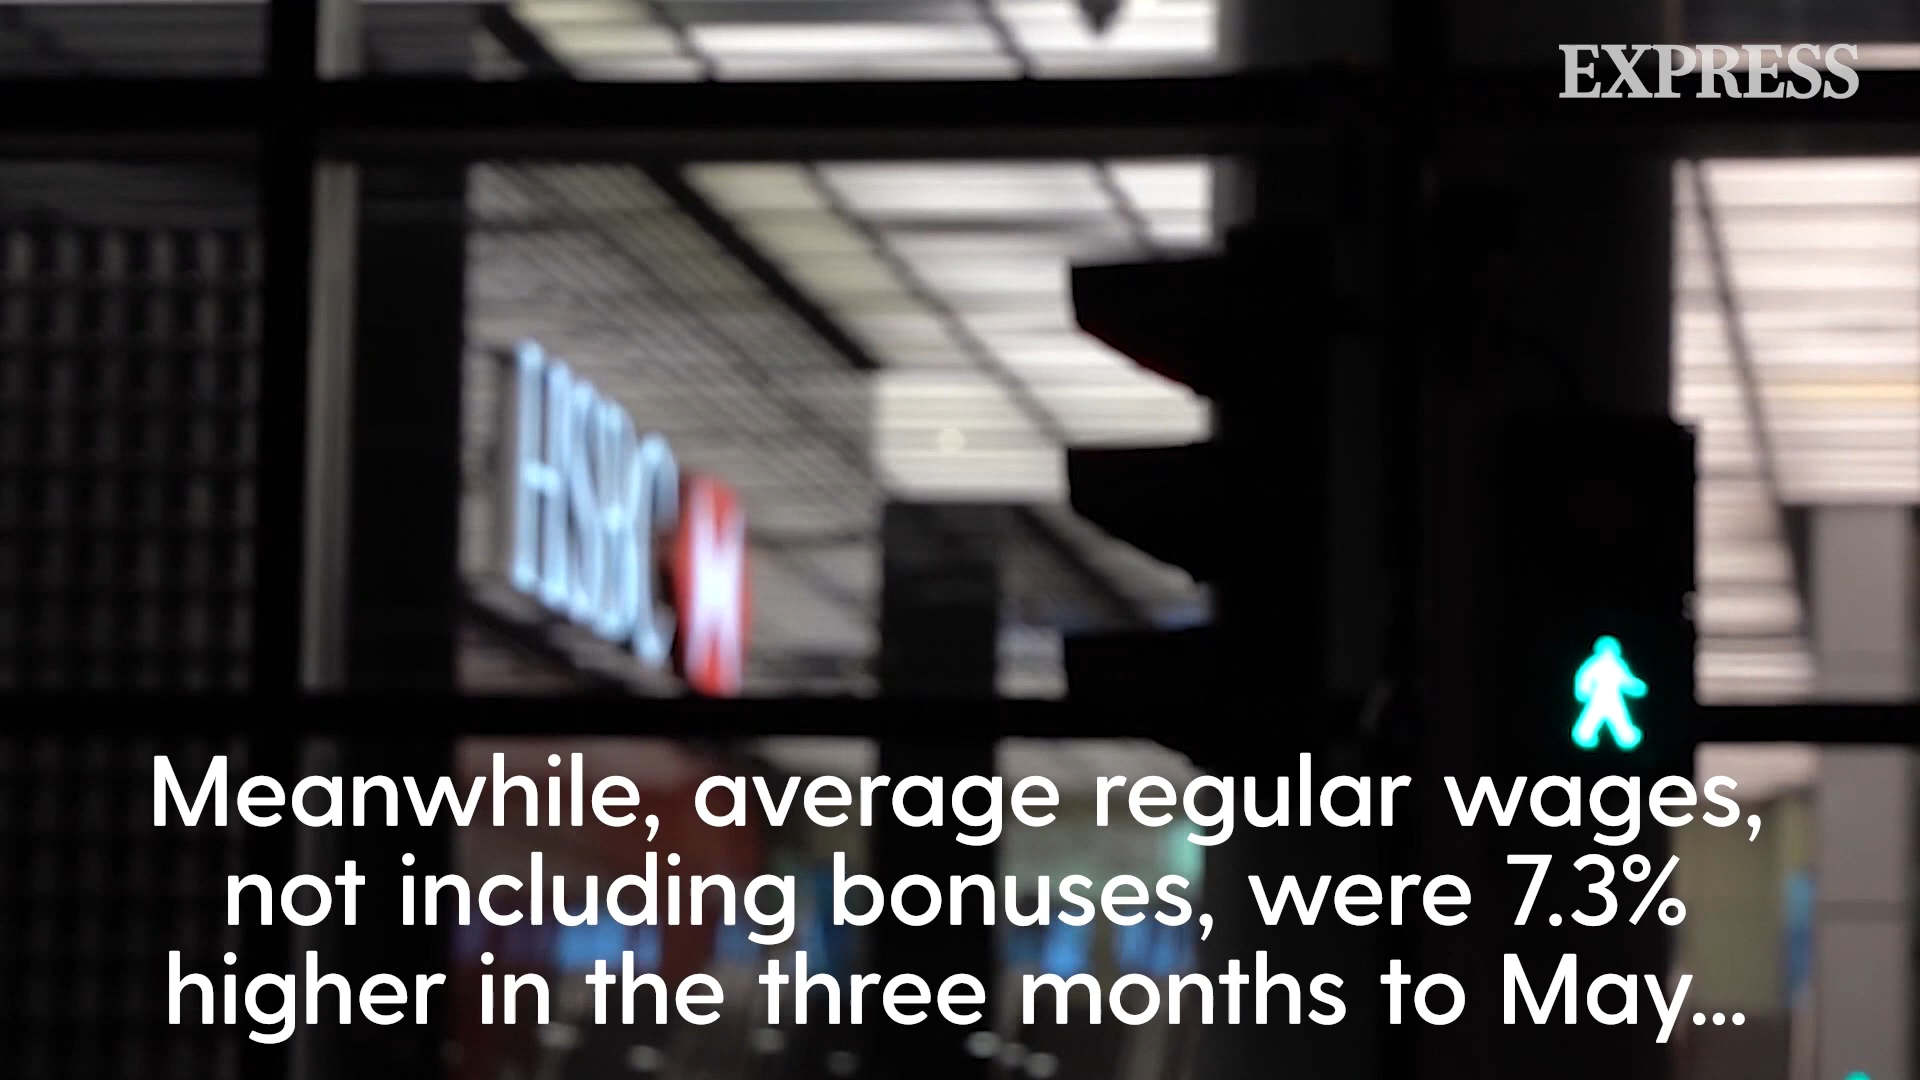 EXPRESS
HSBC
Meanwhile, average regular wages,
not including bonuses, were 7.3%
higher in the three months to May...